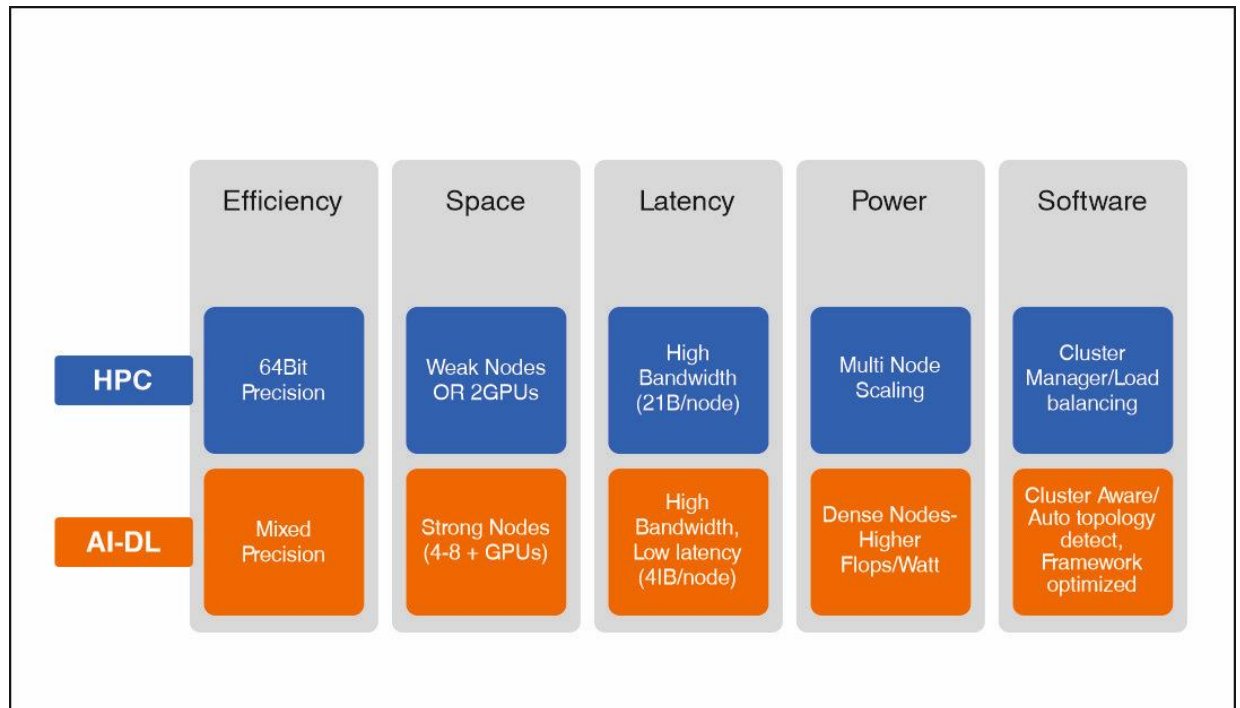 Efficiency
Space
Latency
Power
Software
HPC
64Bit
Precision
Weak Nodes
OR 2GPUs
High
Bandwidth
(21B/node)
Multi Node
Scaling
Cluster
Manager/Load
balancing
AI-DL
Mixed
Precision
Strong Nodes
(4-8 + GPUs)
High
Bandwidth,
Low latency
(4IB/node)
Dense Nodes-
Higher
Flops/Watt
Cluster Aware/
Auto topology
detect,
Framework
optimized